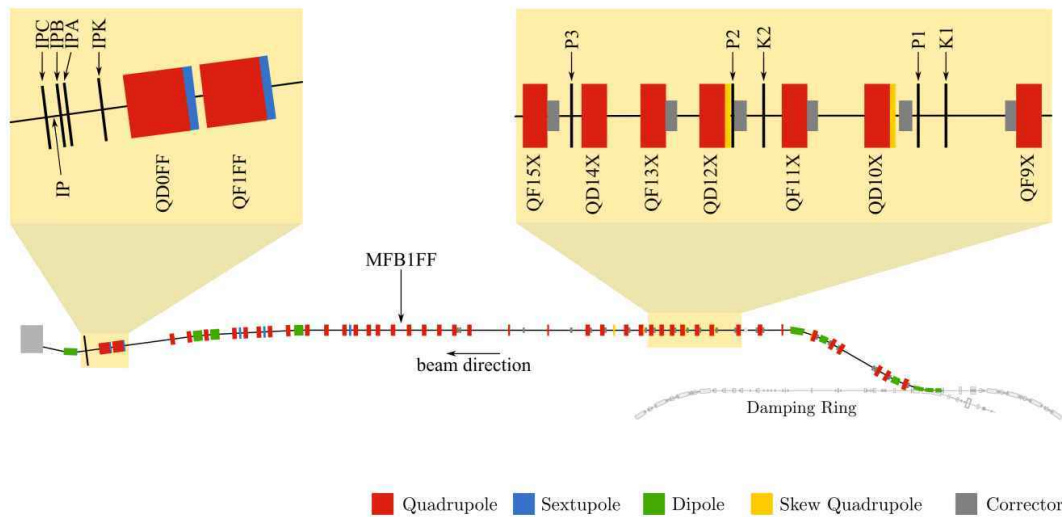 IPC
IPB
IPA
IPK
IP
QD0FF
QF1FF
P3
P2
K2
P1
K1
QF15X
QD14X
QF13X
QD12X
QF11X
QD10X
QF9X
MFB1FF
beam direction
Damping Ring
Quadrupole
Sextupole
Dipole
Skew Quadrupole
Corrector